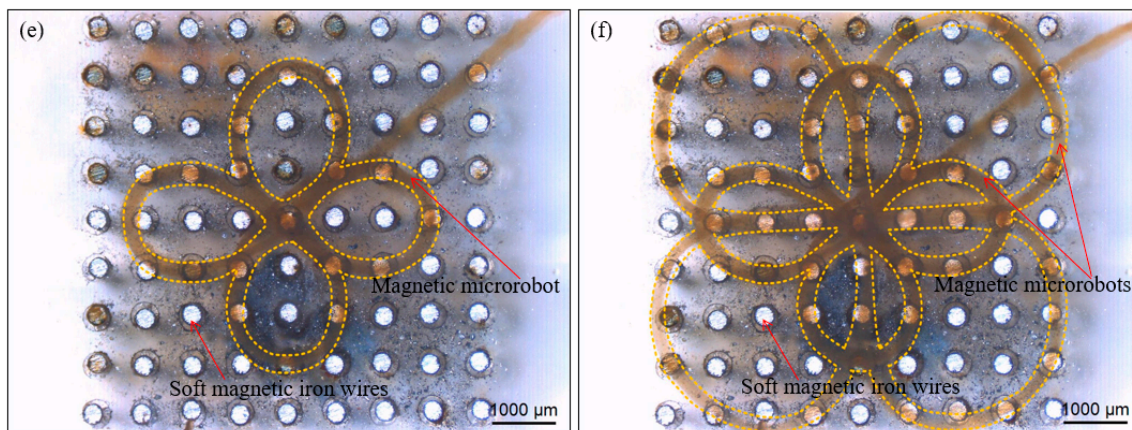 (e)
Magnetic microrobot
Soft magnetic iron wires
1000 µm
(f)
Magnetic microrobots
Soft magnetic iron wires
1000 µm